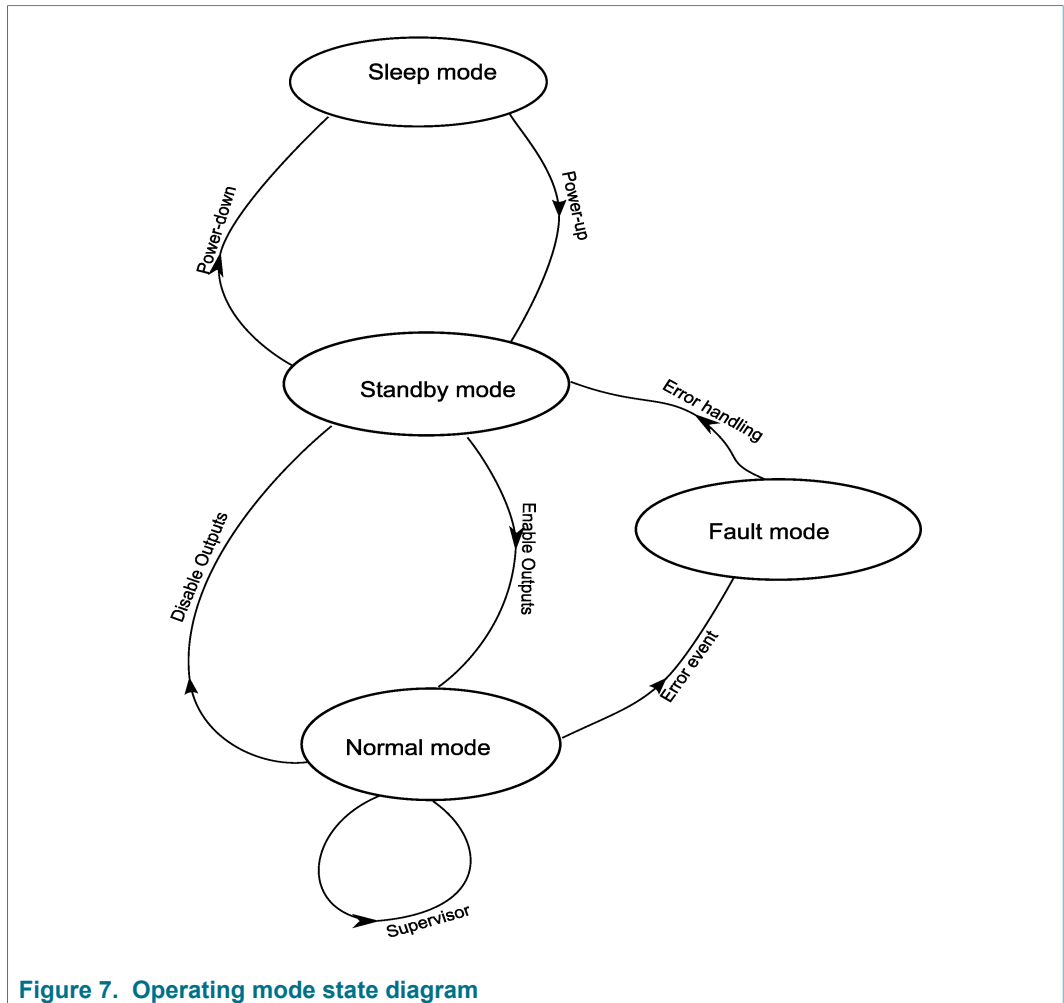 Sleep mode
Power-down
Power-up
Standby mode
Error handling
Fault mode
Disable Outputs
Enable Outputs
Error event
Normal mode
Supervisor
Figure 7. Operating mode state diagram